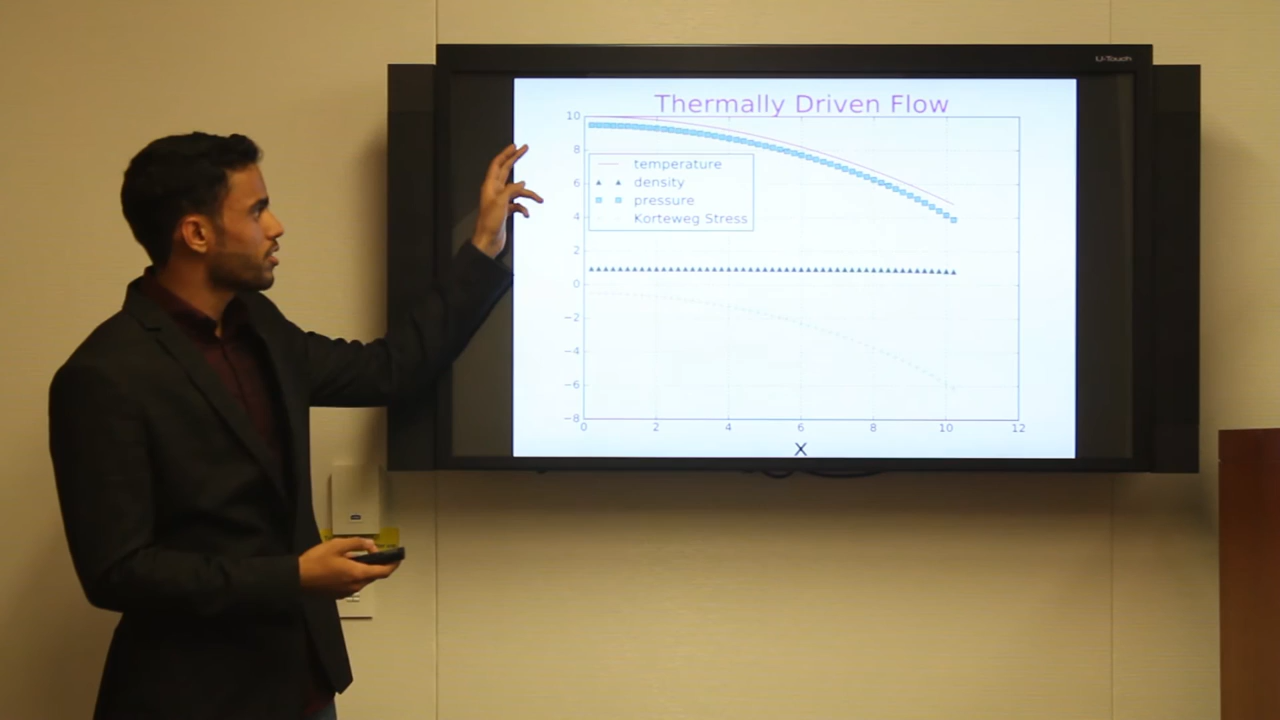 U-Touch
Thermally Driven Flow
10
8
6
4
2
0
−2
−4
−6
−8
temperature
density
pressure
Korteweg Stress
0 2 4 6 8 10 12
X